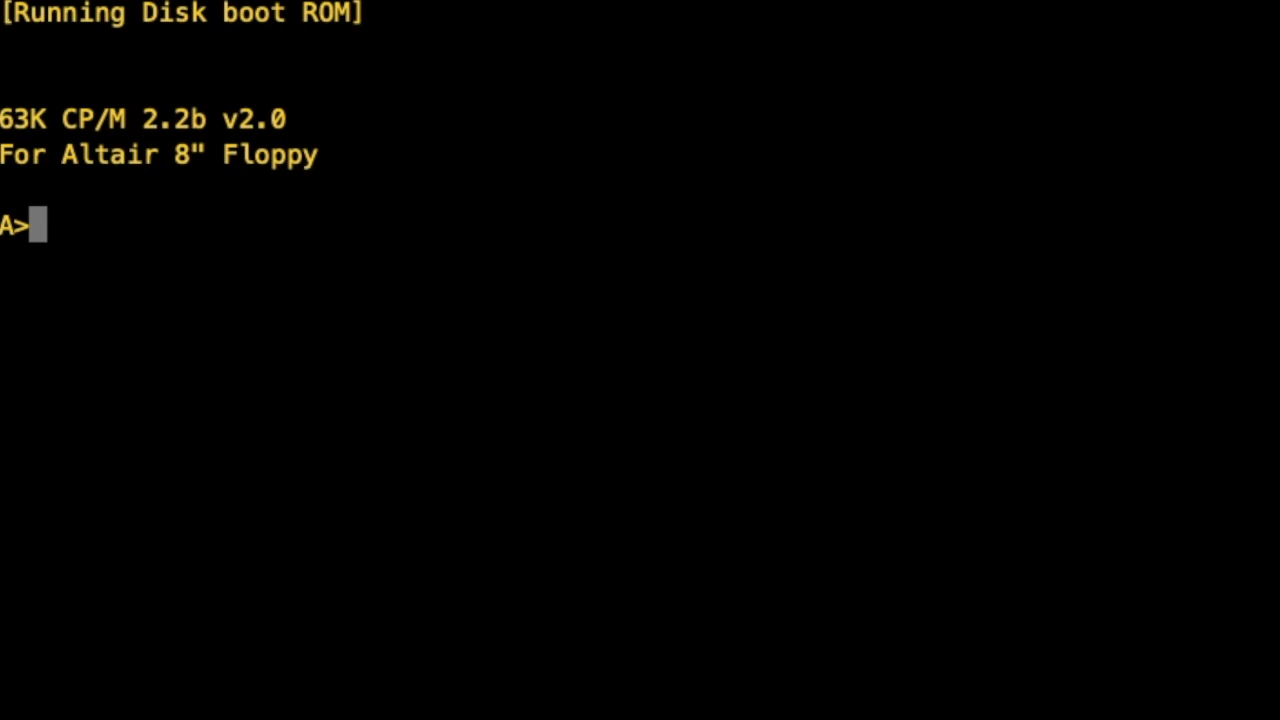 [Running Disk boot ROM]
63K CP/M 2.2b v2.0
For Altair 8" Floppy
A>